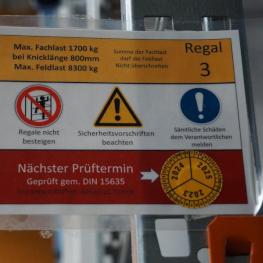 Max. Fachlast 1700 kg
bei Knicklänge 800mm
Max. Feldlast 8300 kg
Summe der Fachlast
darf die Feldlast
Nicht überschreiten
Regal
3
Regale nicht
besteigen
Sicherheitsvorschriften
beachten
Sämtliche Schäden
dem Verantwortlichen
melden
Nächster Prüftermin
Geprüft gem. DIN 15635
2024
2025
2023